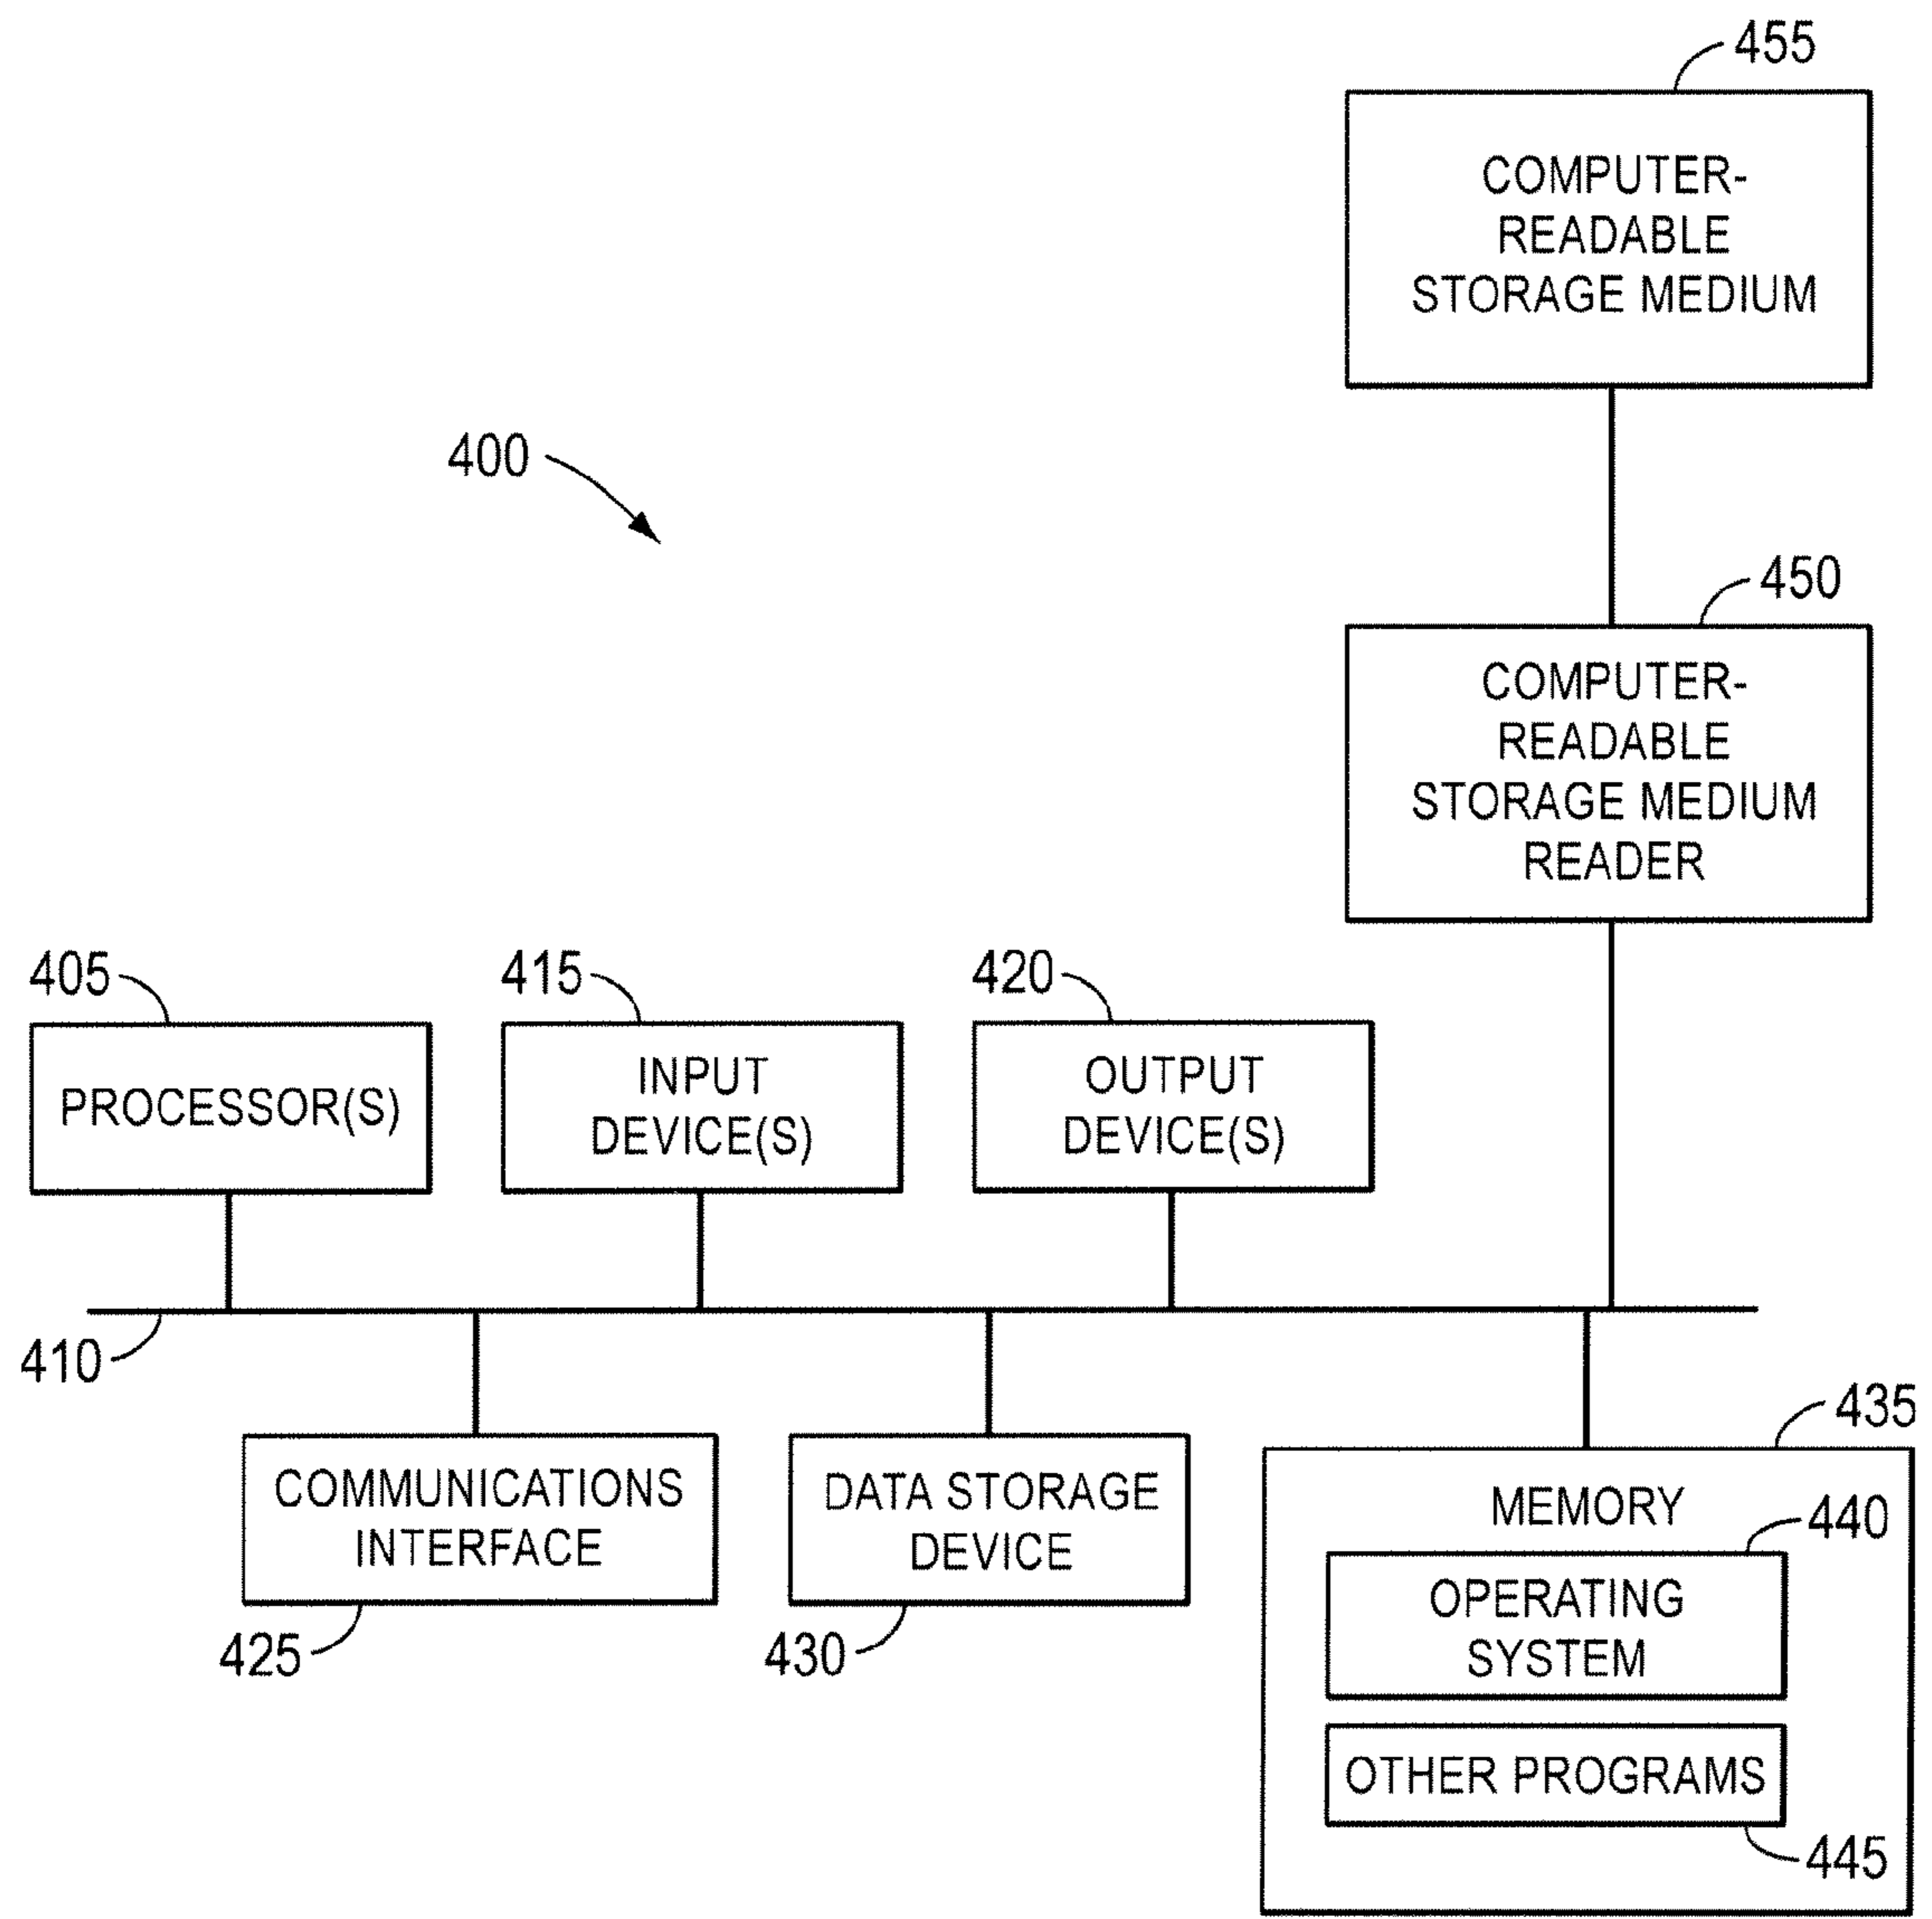 455
COMPUTER-
READABLE
STORAGE MEDIUM
400
450
COMPUTER-
READABLE
STORAGE MEDIUM
READER
405
PROCESSOR(S)
415
INPUT
DEVICE(S)
420
OUTPUT
DEVICE(S)
410
COMMUNICATIONS
INTERFACE
425
DATA STORAGE
DEVICE
430
435
MEMORY
440
OPERATING
SYSTEM
OTHER PROGRAMS
445